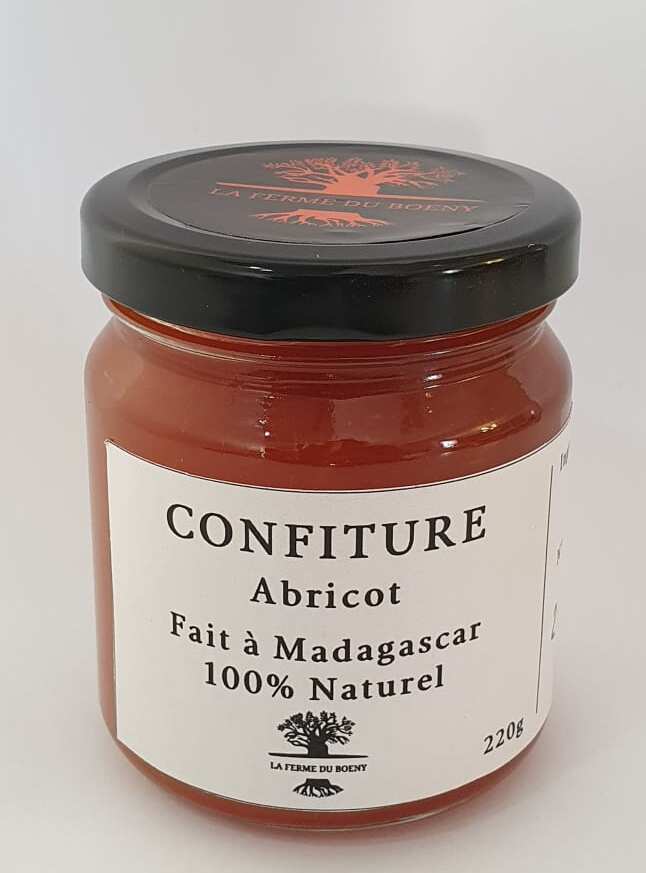 LA FERME DU BOENY
CONFITURE
Abricot
Fait à Madagascar
100% Naturel
LA FERME DU BOENY
220g